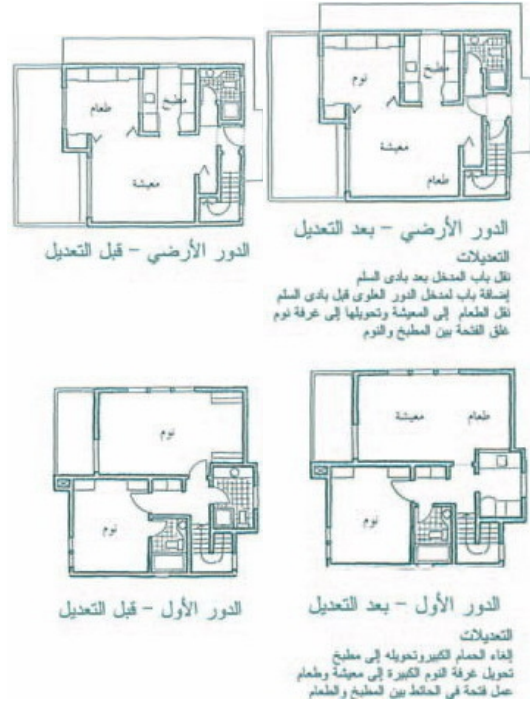 نوم
مطبخ
معيشة
طعام
طعام
مطبخ
معيشة
الدور الأرضي - بعد التعديل
التعديلات
نقل باب المدخل بعد بادى السلم
إضافة باب لمدخل الدور العلوى قبل بادى السلم
نقل الطعام إلى المعيشة وتحويلها إلى غرفة نوم
غلق الفتحة بين المطبخ والنوم
الدور الأرضي - قبل التعديل
طعام
معيشة
نوم
نوم
نوم
الدور الأول - بعد التعديل
التعديلات
إلغاء الحمام الكبير وتحويله إلى مطبخ
تحويل غرفة النوم الكبيرة إلى معيشة وطعام
عمل فتحة في الحائط بين المطبخ والطعام
الدور الأول - قبل التعديل